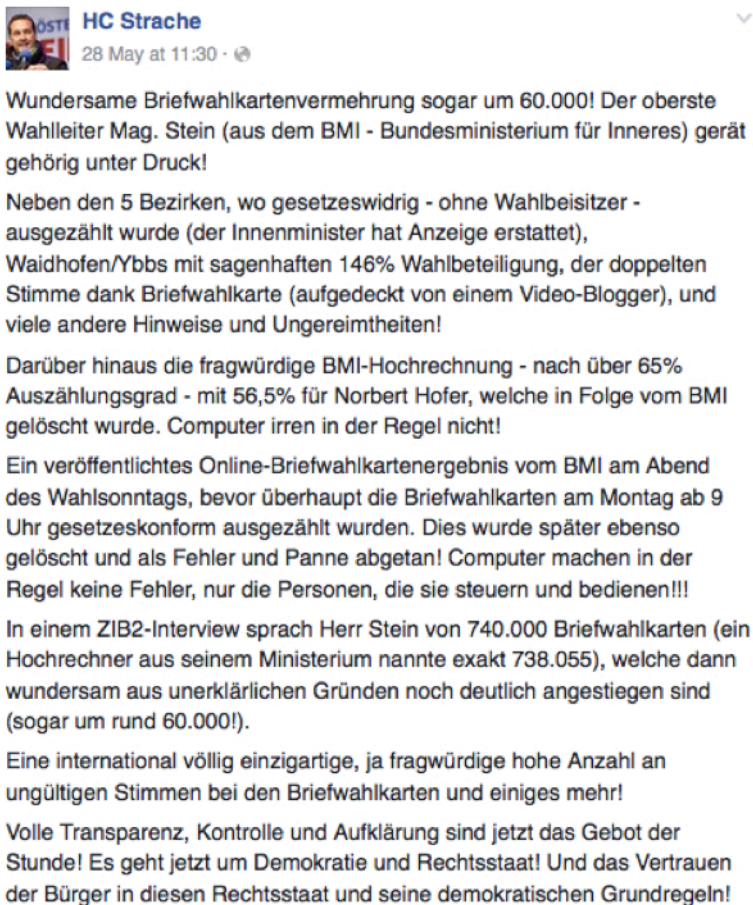 ÖSTE
HC Strache
28 May at 11:30 ·
Wundersame Briefwahlkartenvermehrung sogar um 60.000! Der oberste
Wahlleiter Mag. Stein (aus dem BMI - Bundesministerium für Inneres) gerät
gehörig unter Druck!
Neben den 5 Bezirken, wo gesetzeswidrig - ohne Wahlbeisitzer -
ausgezählt wurde (der Innenminister hat Anzeige erstattet),
Waidhofen/Ybbs mit sagenhaften 146% Wahlbeteiligung, der doppelten
Stimme dank Briefwahlkarte (aufgedeckt von einem Video-Blogger), und
viele andere Hinweise und Ungereimtheiten!
Darüber hinaus die fragwürdige BMI-Hochrechnung - nach über 65%
Auszählungsgrad - mit 56,5% für Norbert Hofer, welche in Folge vom BMI
gelöscht wurde. Computer irren in der Regel nicht!
Ein veröffentlichtes Online-Briefwahlkartenergebnis vom BMI am Abend
des Wahlsonntags, bevor überhaupt die Briefwahlkarten am Montag ab 9
Uhr gesetzeskonform ausgezählt wurden. Dies wurde später ebenso
gelöscht und als Fehler und Panne abgetan! Computer machen in der
Regel keine Fehler, nur die Personen, die sie steuern und bedienen!!!
In einem ZIB2-Interview sprach Herr Stein von 740.000 Briefwahlkarten (ein
Hochrechner aus seinem Ministerium nannte exakt 738.055), welche dann
wundersam aus unerklärlichen Gründen noch deutlich angestiegen sind
(sogar um rund 60.000!).
Eine international völlig einzigartige, ja fragwürdige hohe Anzahl an
ungültigen Stimmen bei den Briefwahlkarten und einiges mehr!
Volle Transparenz, Kontrolle und Aufklärung sind jetzt das Gebot der
Stunde! Es geht jetzt um Demokratie und Rechtsstaat! Und das Vertrauen
der Bürger in diesen Rechtsstaat und seine demokratischen Grundregeln!